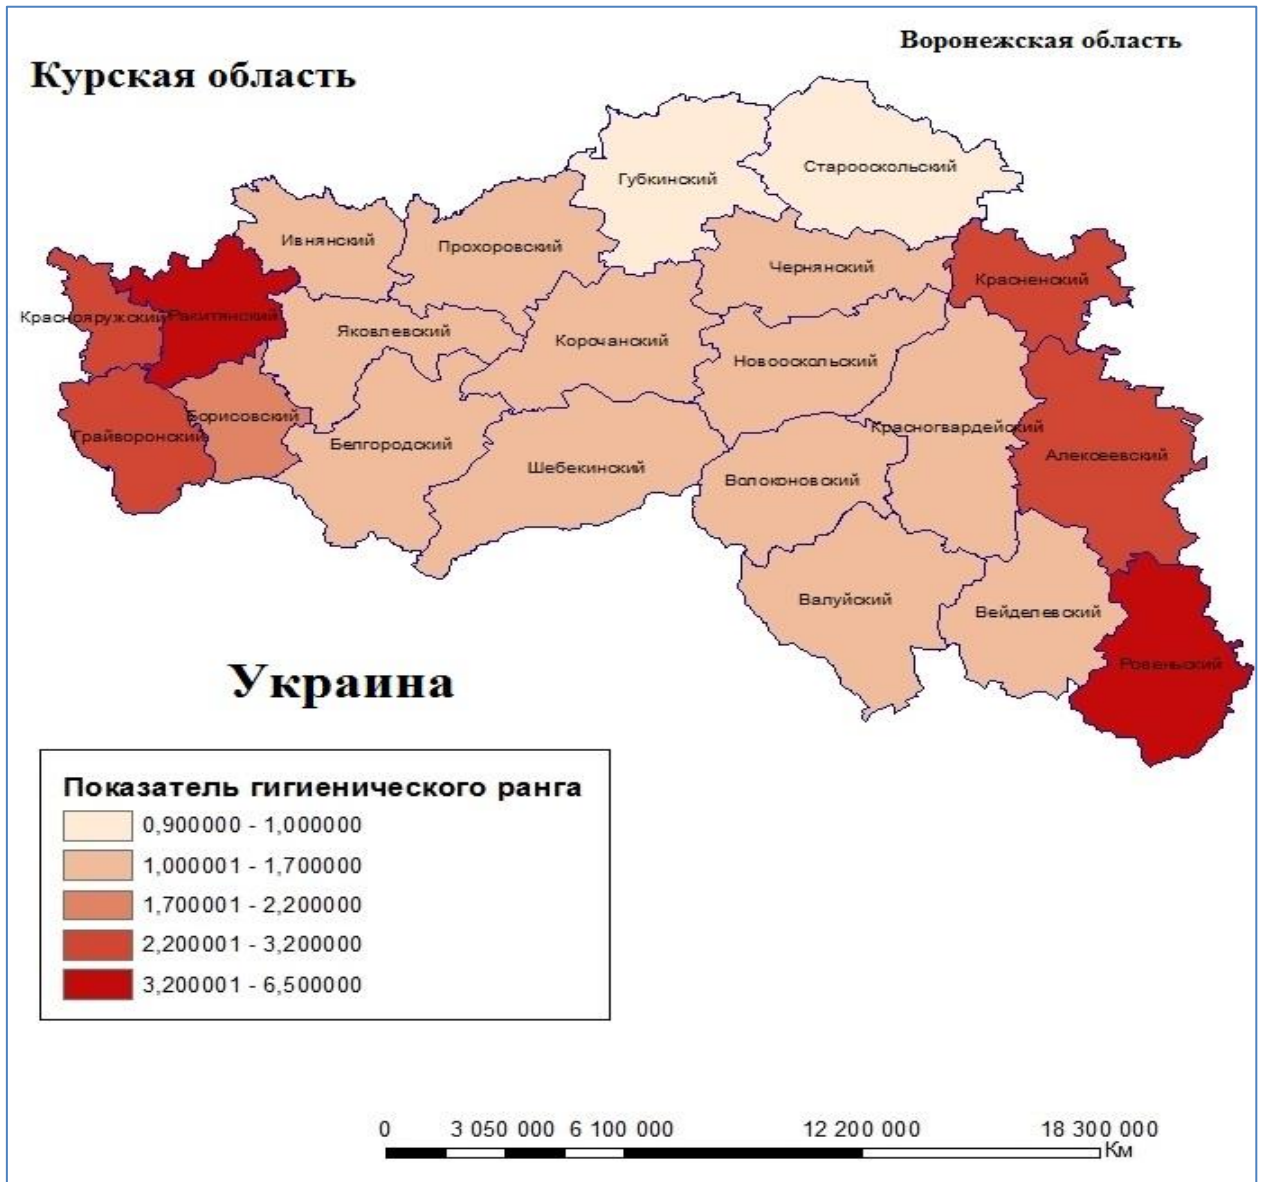 Воронежская область
Курская область
Старооскольский
Губкинский
Ивнянский
Прохоровский
Чернянский
Красненский
Краснояружский
Ракитянский
Яковлевский
Корочанский
Новооскольский
Борисовский
Грайворонский
Белгородский
Красногвардейский
Алексеевский
Шебекинский
Волоконовский
Валуйский
Вейделевский
Ровеньский
Украина
Показатель гигиенического ранга
0,900000 - 1,000000
1,000001 - 1,700000
1,700001 - 2,200000
2,200001 - 3,200000
3,200001 - 6,500000
0 3 050 000 6 100 000 12 200 000 18 300 000
Км